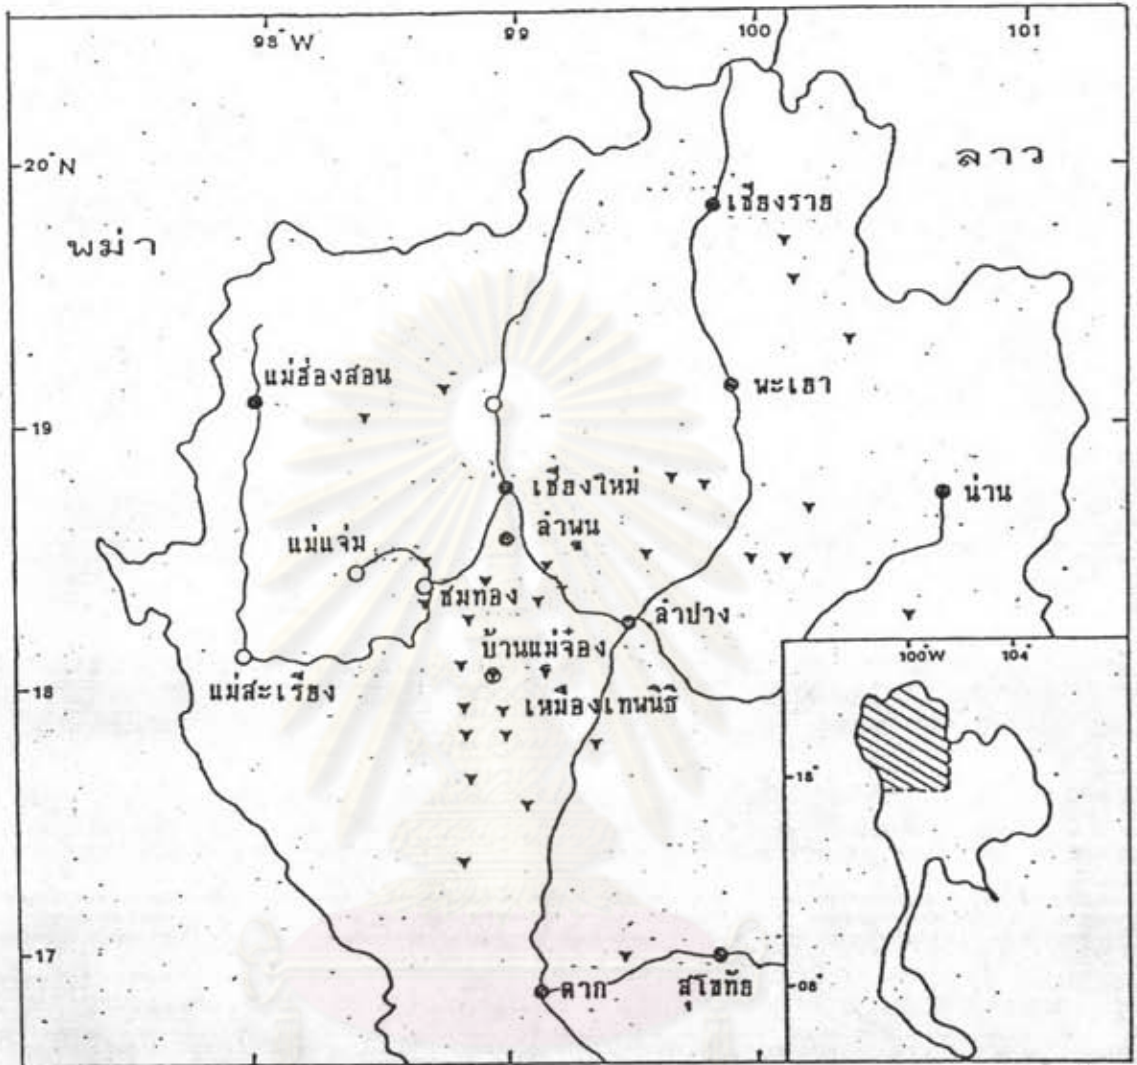 98° W 99 100 101
20° N
ลาว
เชียงราย
พม่า
แม่ฮ่องสอน
พะเยา
19
เชียงใหม่
น่าน
ลำพูน
แม่แจ่ม
จมทอง
ลำปาง
บ้านแม่จ๋อง
100°W 104°
แม่สะเรียง
18
เหมืองเทพนิธิ
18°
17
ตาก
สุโขทัย
08°